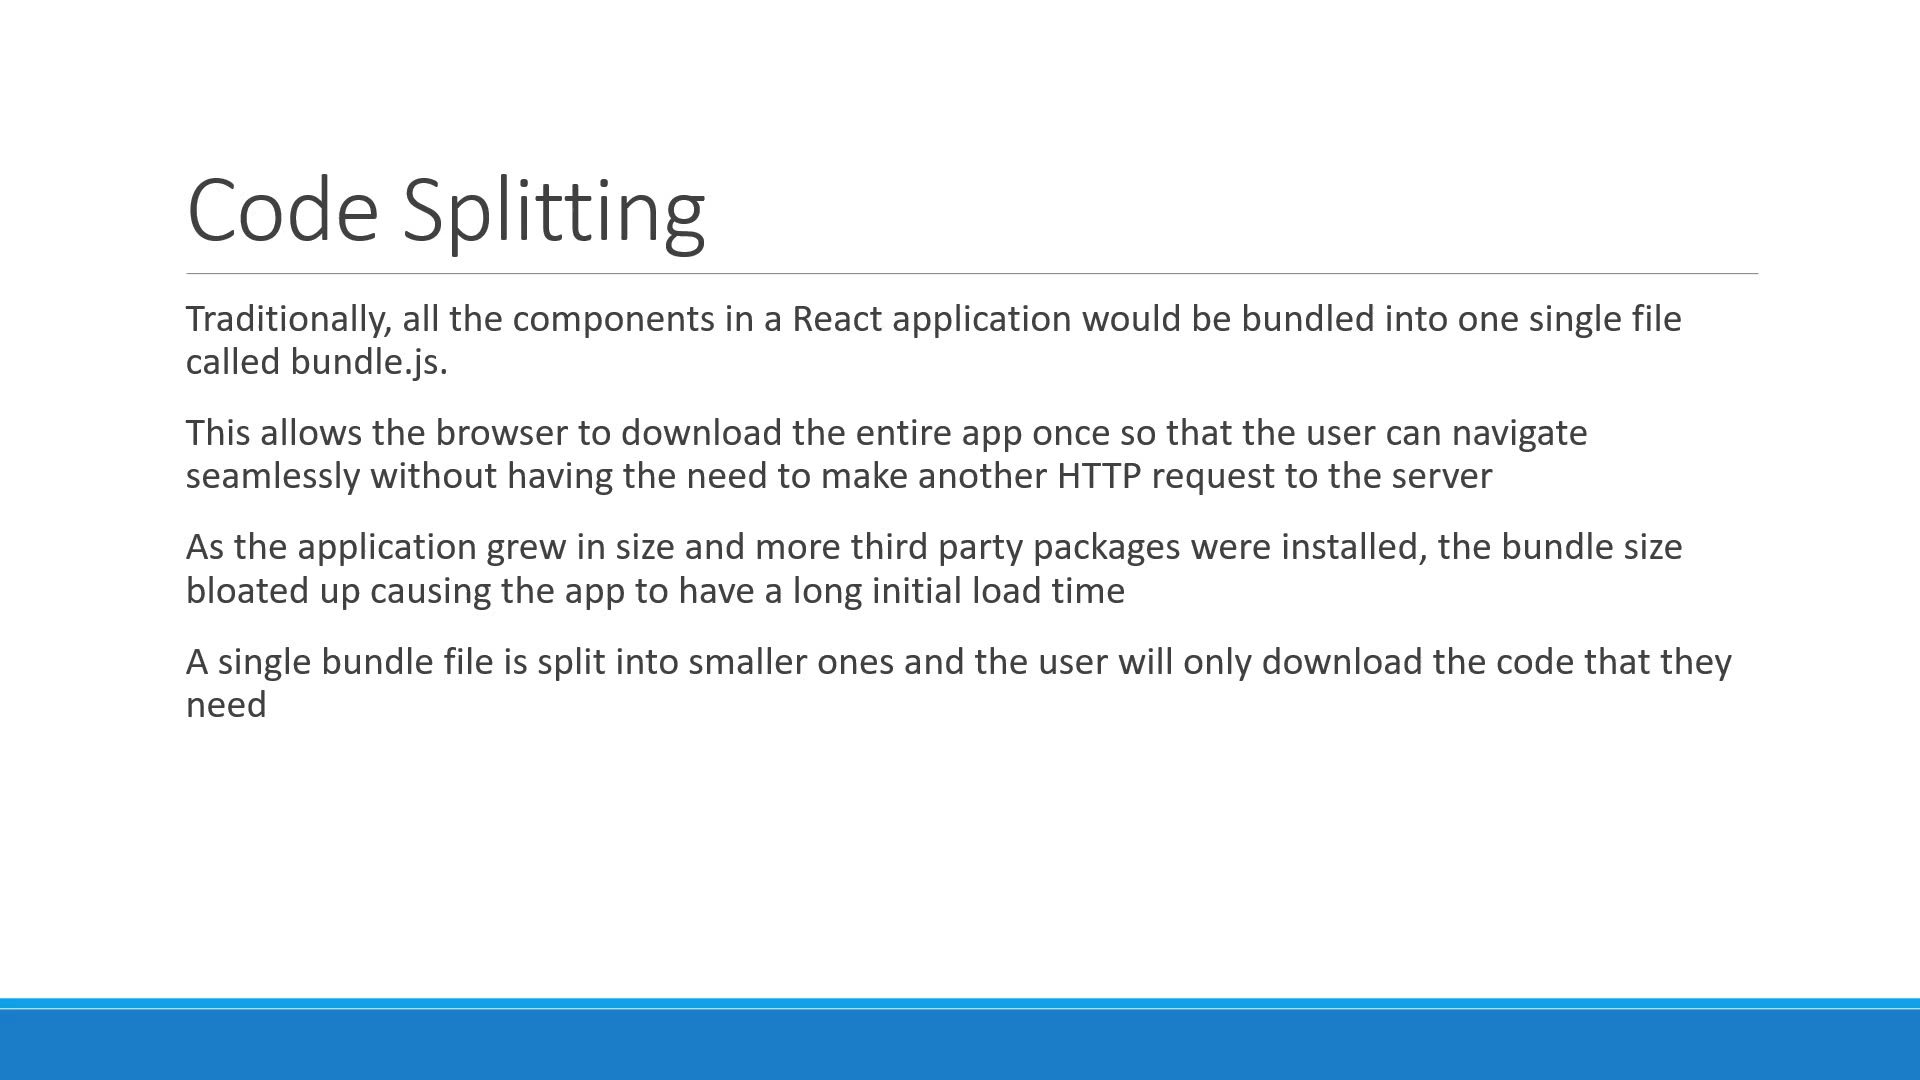 Code Splitting
Traditionally, all the components in a React application would be bundled into one single file
called bundle.js.
This allows the browser to download the entire app once so that the user can navigate
seamlessly without having the need to make another HTTP request to the server
As the application grew in size and more third party packages were installed, the bundle size
bloated up causing the app to have a long initial load time
A single bundle file is split into smaller ones and the user will only download the code that they
need